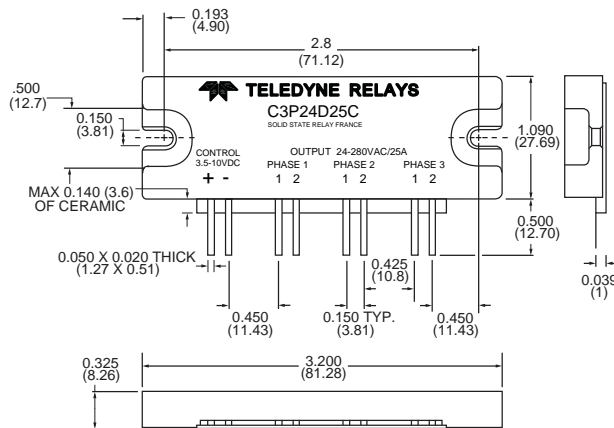 0.193
(4.90)
2.8
(71.12)
.500
(12.7)
0.150
(3.81)
TELEDYNE RELAYS
C3P24D25C
SOLID STATE RELAY FRANCE
CONTROL
3.5-10VDC
+ -
OUTPUT 24-280VAC/25A
PHASE 1 PHASE 2 PHASE 3
1 2 1 2 1 2
1.090
(27.69)
MAX 0.140 (3.6)
OF CERAMIC
0.500
(12.70)
0.050 X 0.020 THICK
(1.27 X 0.51)
0.425
(10.8)
0.039
(1)
0.450
(11.43)
0.150 TYP.
(3.81)
0.450
(11.43)
0.325
(8.26)
3.200
(81.28)